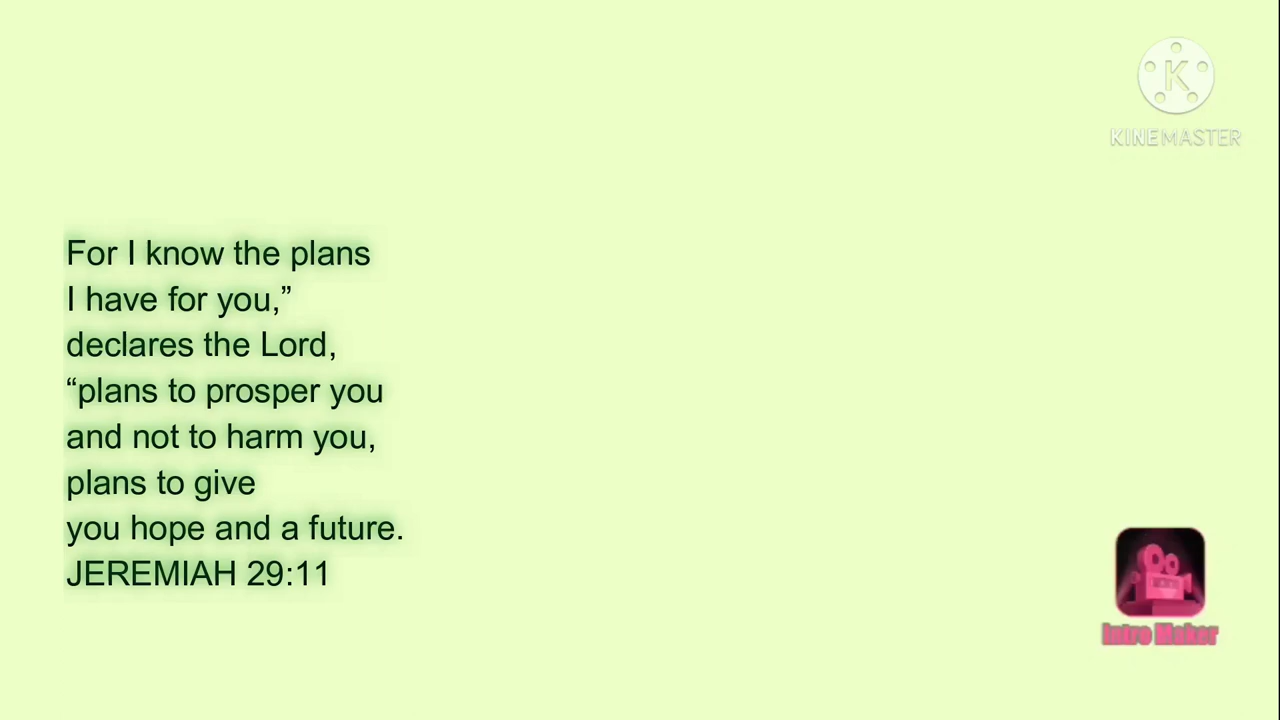 KINEMASTER
For I know the plans
I have for you,”
declares the Lord,
“plans to prosper you
and not to harm you,
plans to give
you hope and a future.
JEREMIAH 29:11
Intro Maker